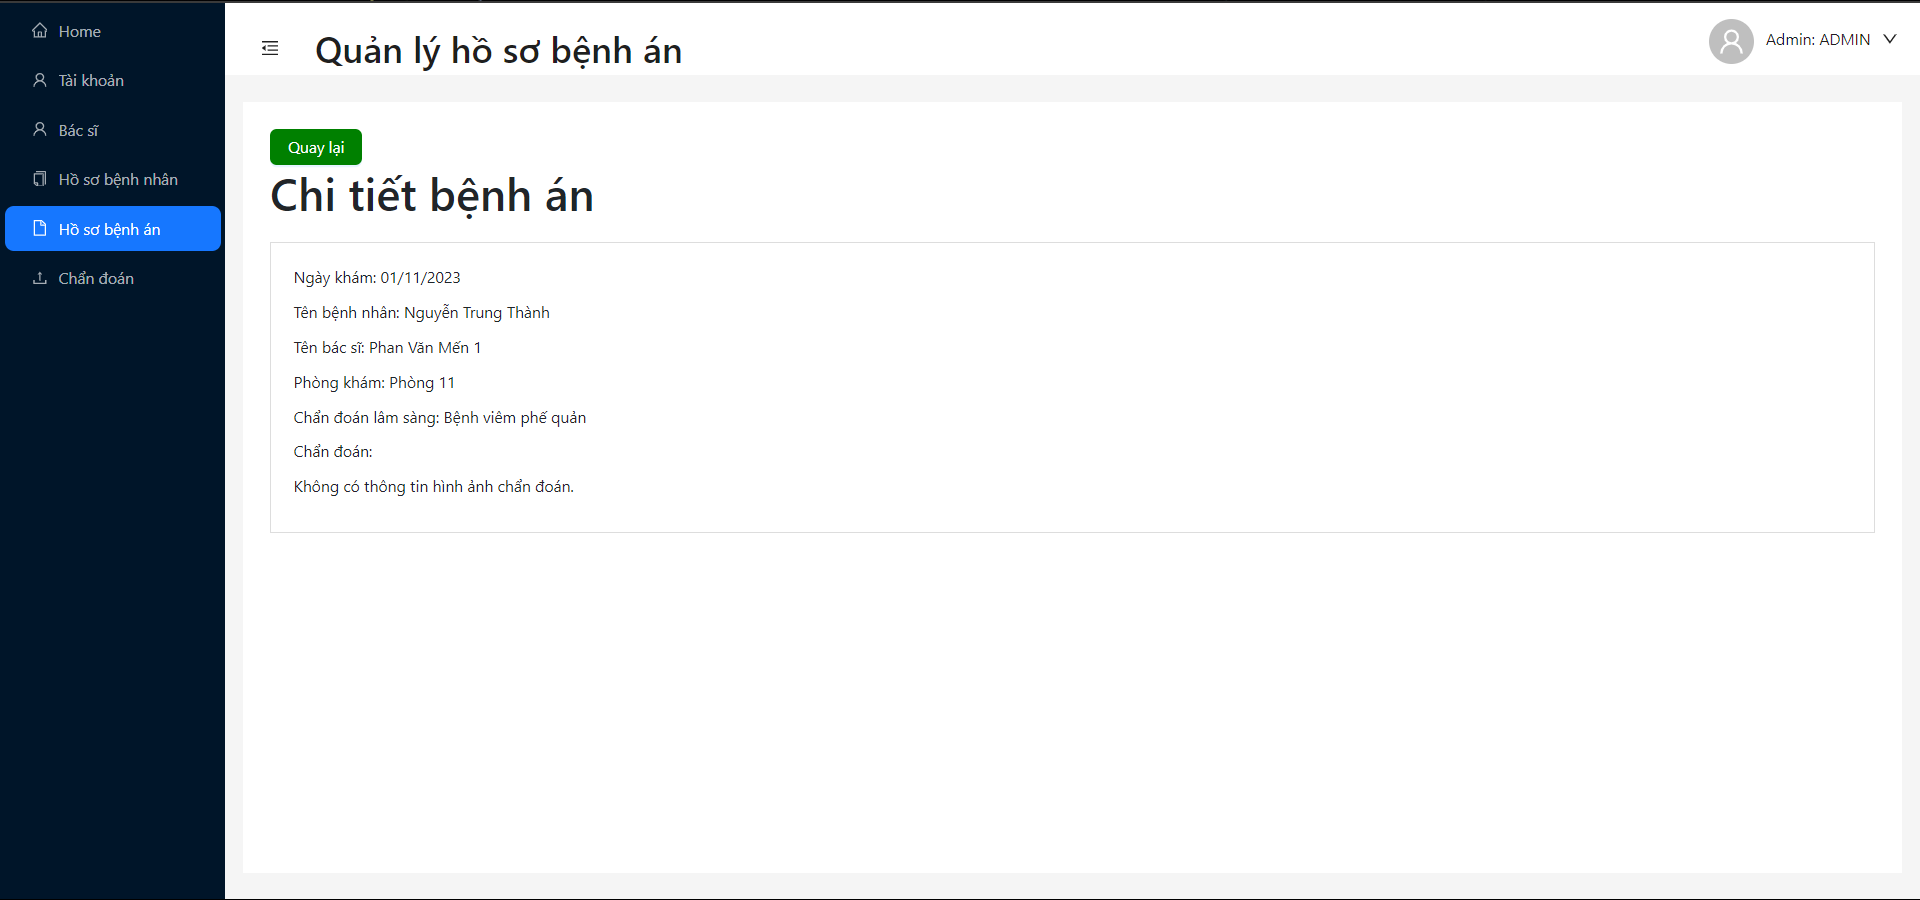 Home
Tài khoản
Bác sĩ
Hồ sơ bệnh nhân
Hồ sơ bệnh án
Chẩn đoán
Quản lý hồ sơ bệnh án
Admin: ADMIN
Quay lại
Chi tiết bệnh án
Ngày khám: 01/11/2023
Tên bệnh nhân: Nguyễn Trung Thành
Tên bác sĩ: Phan Văn Mến 1
Phòng khám: Phòng 11
Chẩn đoán lâm sàng: Bệnh viêm phế quản
Chẩn đoán:
Không có thông tin hình ảnh chẩn đoán.